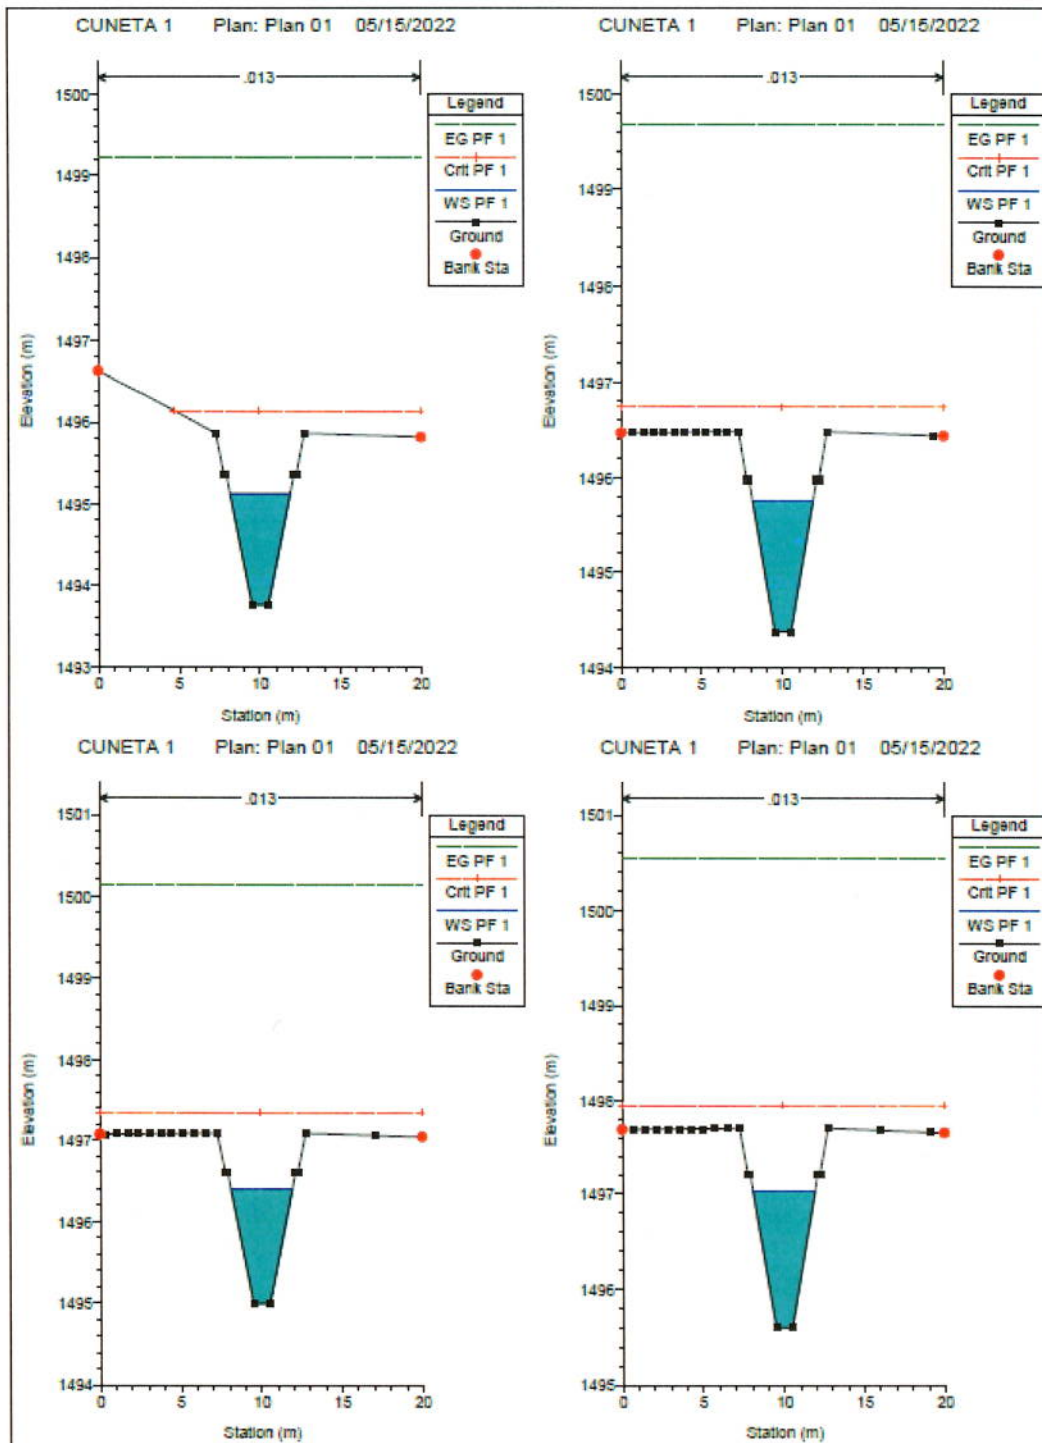 CUNETA 1 Plan: Plan 01 05/15/2022
.013
Legend
EG PF 1
Crit PF 1
WS PF 1
Ground
Bank Sta
1500
1499
1498
1497
1496
1495
1494
1493
Elevation (m)
0 5 10 15 20
Station (m)
CUNETA 1 Plan: Plan 01 05/15/2022
.013
Legend
EG PF 1
Crit PF 1
WS PF 1
Ground
Bank Sta
1500
1499
1498
1497
1496
1495
1494
Elevation (m)
0 5 10 15 20
Station (m)
CUNETA 1 Plan: Plan 01 05/15/2022
.013
Legend
EG PF 1
Crit PF 1
WS PF 1
Ground
Bank Sta
1501
1500
1499
1498
1497
1496
1495
1494
Elevation (m)
0 5 10 15 20
Station (m)
CUNETA 1 Plan: Plan 01 05/15/2022
.013
Legend
EG PF 1
Crit PF 1
WS PF 1
Ground
Bank Sta
1501
1500
1499
1498
1497
1496
1495
Elevation (m)
0 5 10 15 20
Station (m)